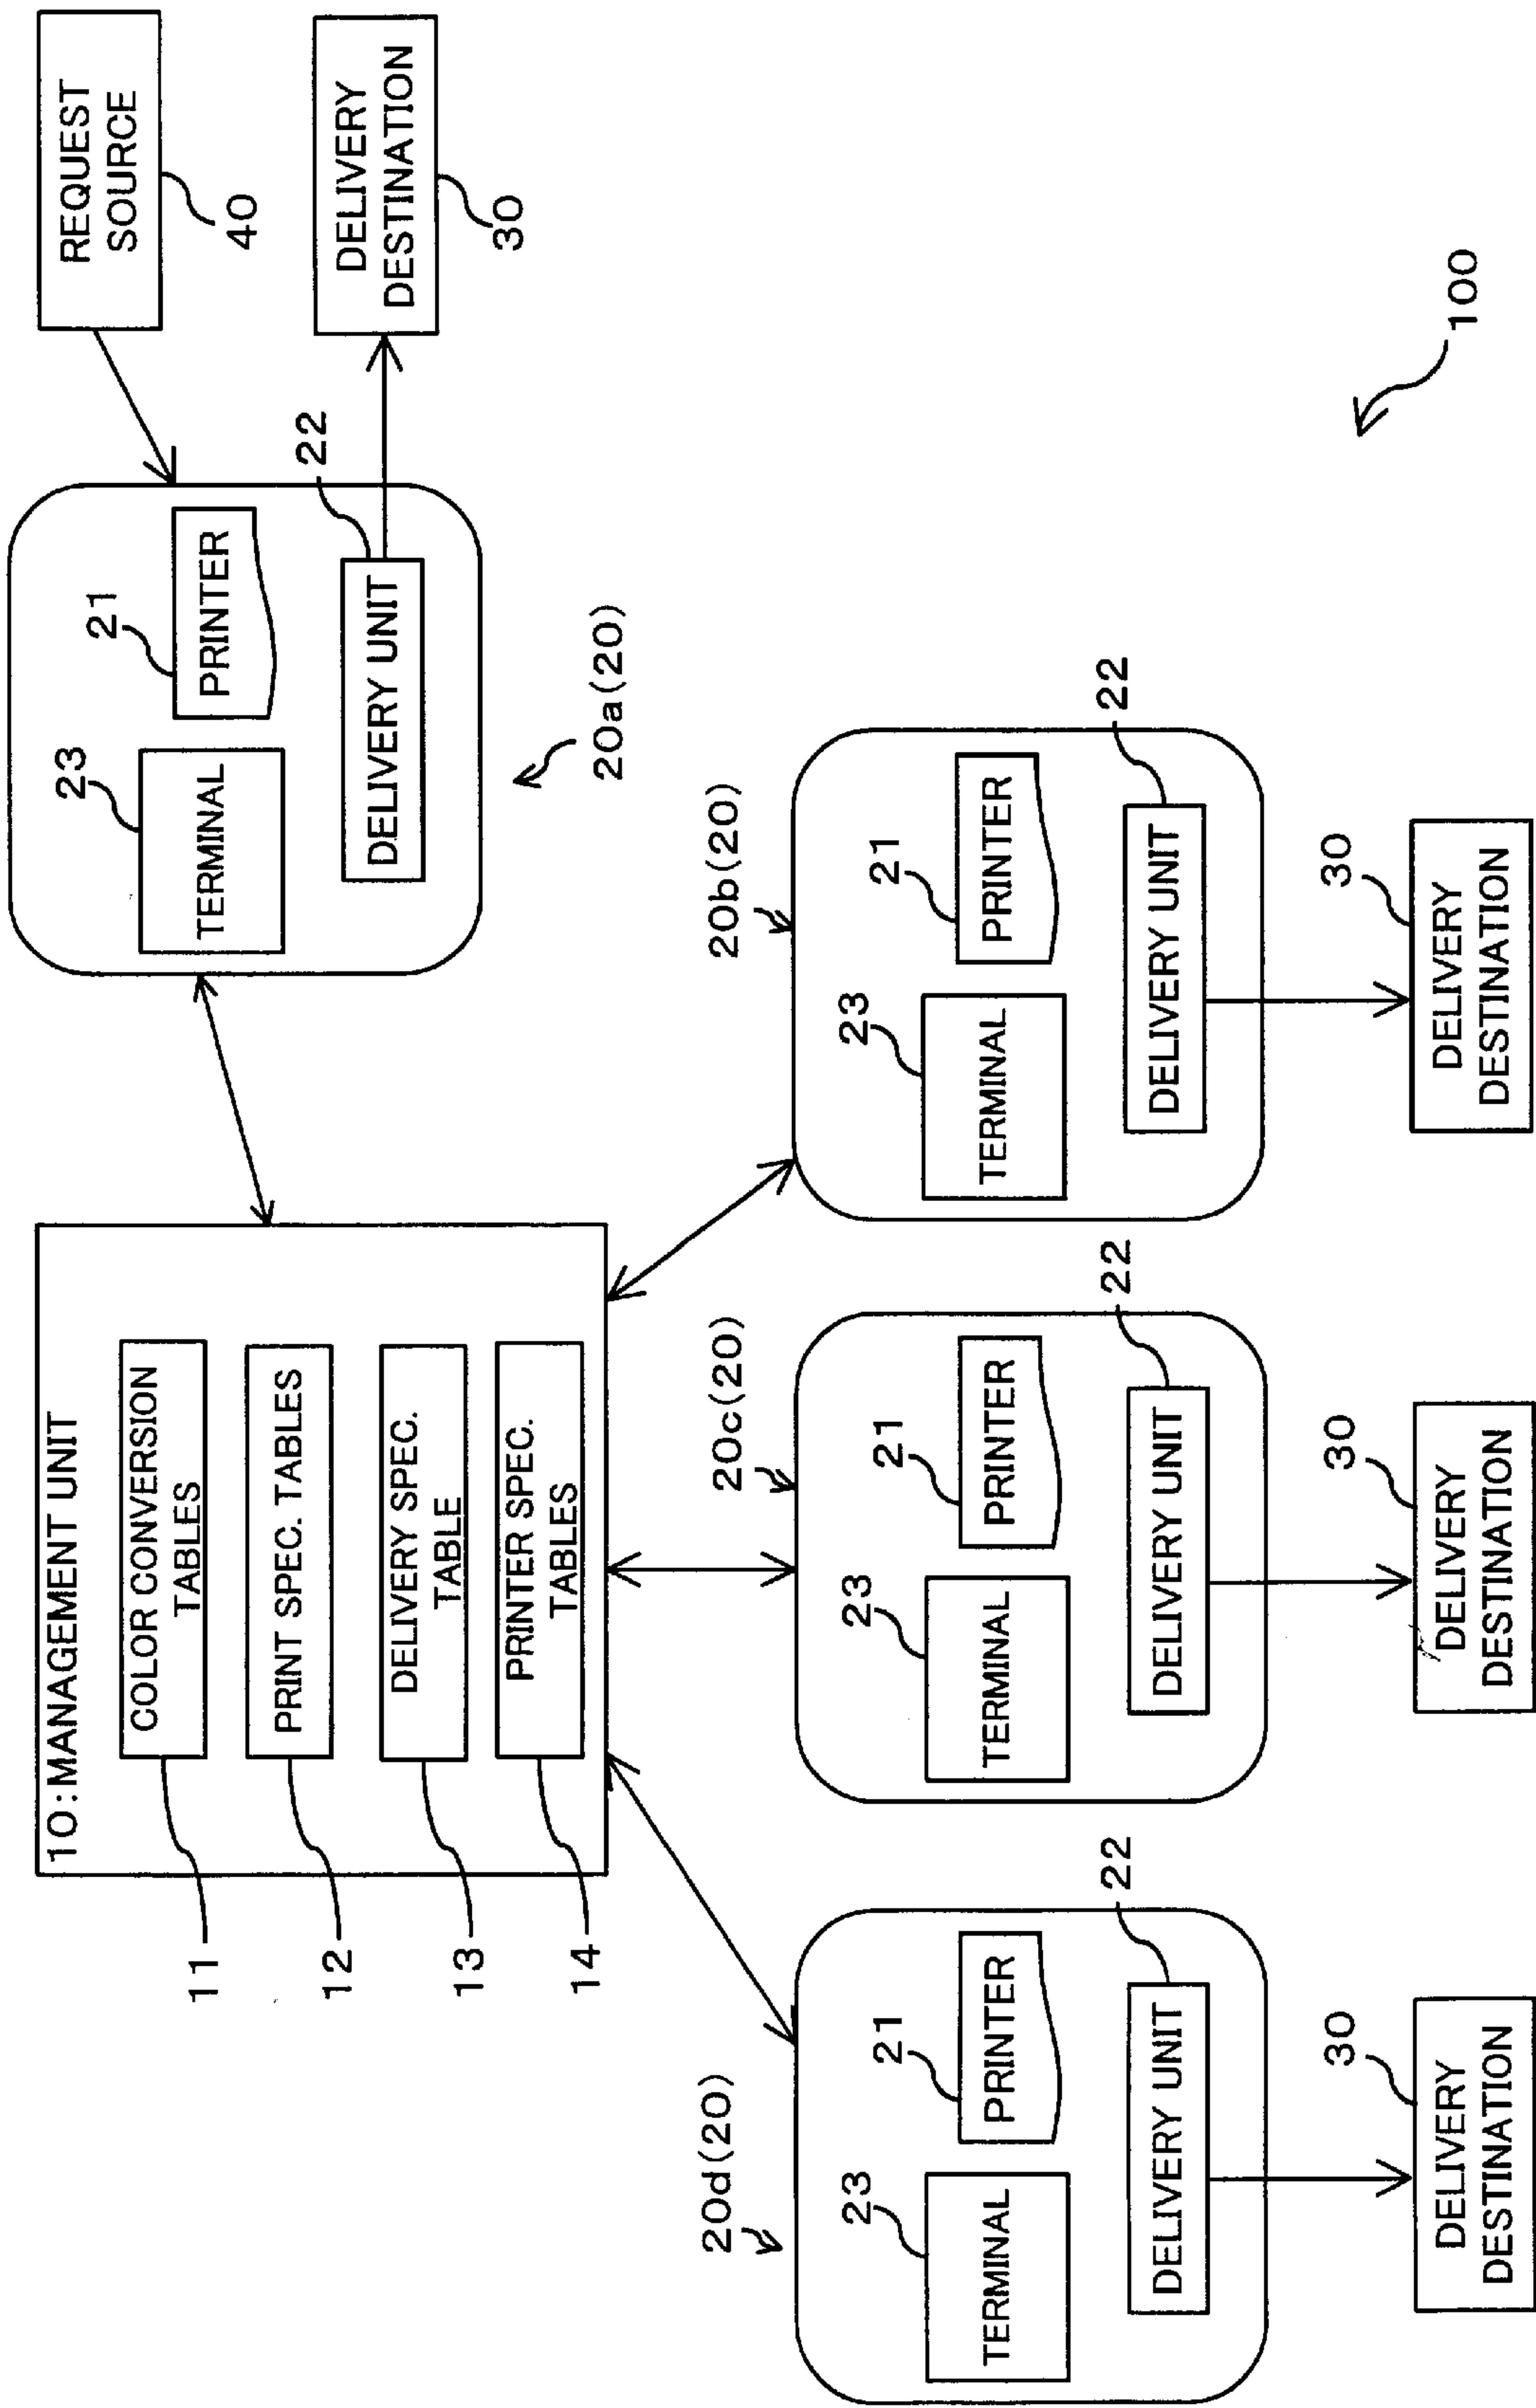 10:MANAGEMENT UNIT
COLOR CONVERSION
TABLES
PRINT SPEC. TABLES
DELIVERY SPEC.
TABLE
PRINTER SPEC.
TABLES
11
12
13
14
23
TERMINAL
21
PRINTER
22
DELIVERY UNIT
20a(20)
REQUEST
SOURCE
40
DELIVERY
DESTINATION
30
20d(20)
23
TERMINAL
21
PRINTER
22
DELIVERY UNIT
30
DELIVERY
DESTINATION
20c(20)
23
TERMINAL
21
PRINTER
22
DELIVERY UNIT
30
DELIVERY
DESTINATION
20b(20)
23
TERMINAL
21
PRINTER
22
DELIVERY UNIT
30
DELIVERY
DESTINATION
100